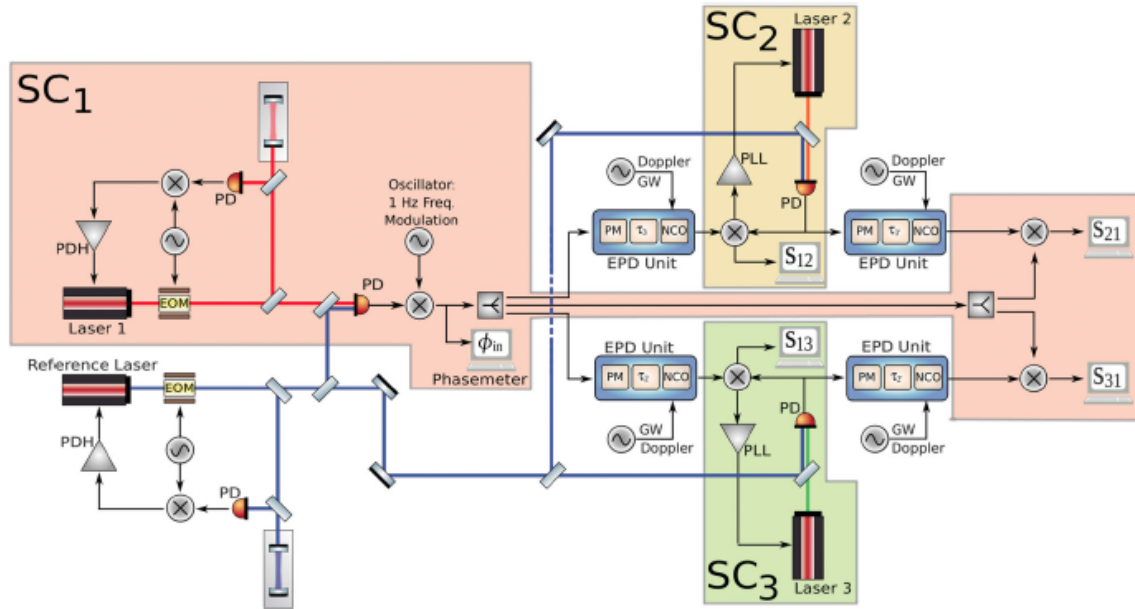 SC1
SC2
Laser 2
PD
Oscillator:
1 Hz Freq.
Modulation
PDH
Laser 1
EOM
PD
Phasemeter
ϕin
Doppler
GW
PM
NCO
EPD Unit
PLL
PD
S12
Doppler
GW
PM
NCO
EPD Unit
S21
Reference Laser
EOM
PDH
PD
EPD Unit
PM
NCO
GW
Doppler
S13
PD
PLL
EPD Unit
PM
NCO
GW
Doppler
S31
SC3
Laser 3